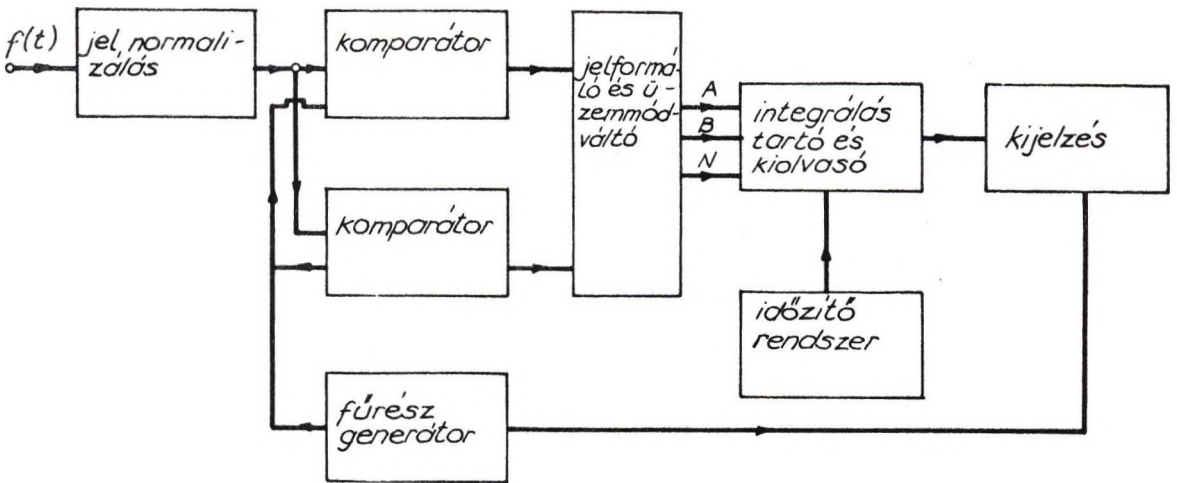 f(t)
jel normali-
zálás
komparátor
jelformá-
ló és ü-
zemmód-
váltó
A
B
N
integrálás
tartó és
kiolvasó
kijelzés
komparátor
időzítő
rendszer
fűrész
generátor